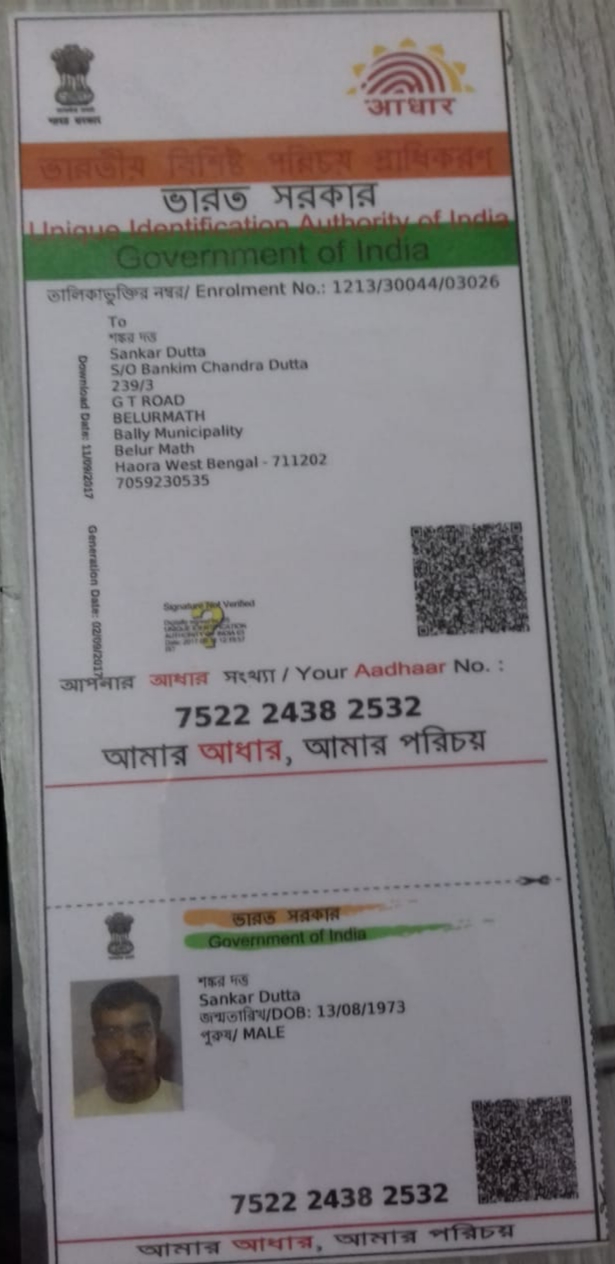 आधार
ভারতীয় বিশিষ্ট পরিচয় প্রাধিকরণ
ভারত সরকার
Unique Identification Authority of India
Government of India
তালিকাভুক্তির নম্বর/ Enrolment No.: 1213/30044/03026
To
শঙ্কর দত্ত
Sankar Dutta
S/O Bankim Chandra Dutta
239/3
G T ROAD
BELURMATH
Bally Municipality
Belur Math
Haora West Bengal - 711202
7059230535
Download Date: 11/09/2017
Generation Date: 02/09/2017
Signature Not Verified
আপনার আধার সংখ্যা / Your Aadhaar No. :
7522 2438 2532
আমার আধার, আমার পরিচয়
ভারত সরকার
Government of India
শঙ্কর দত্ত
Sankar Dutta
জন্মতারিখ/DOB: 13/08/1973
পুরুষ/ MALE
7522 2438 2532
আমার আধার, আমার পরিচয়